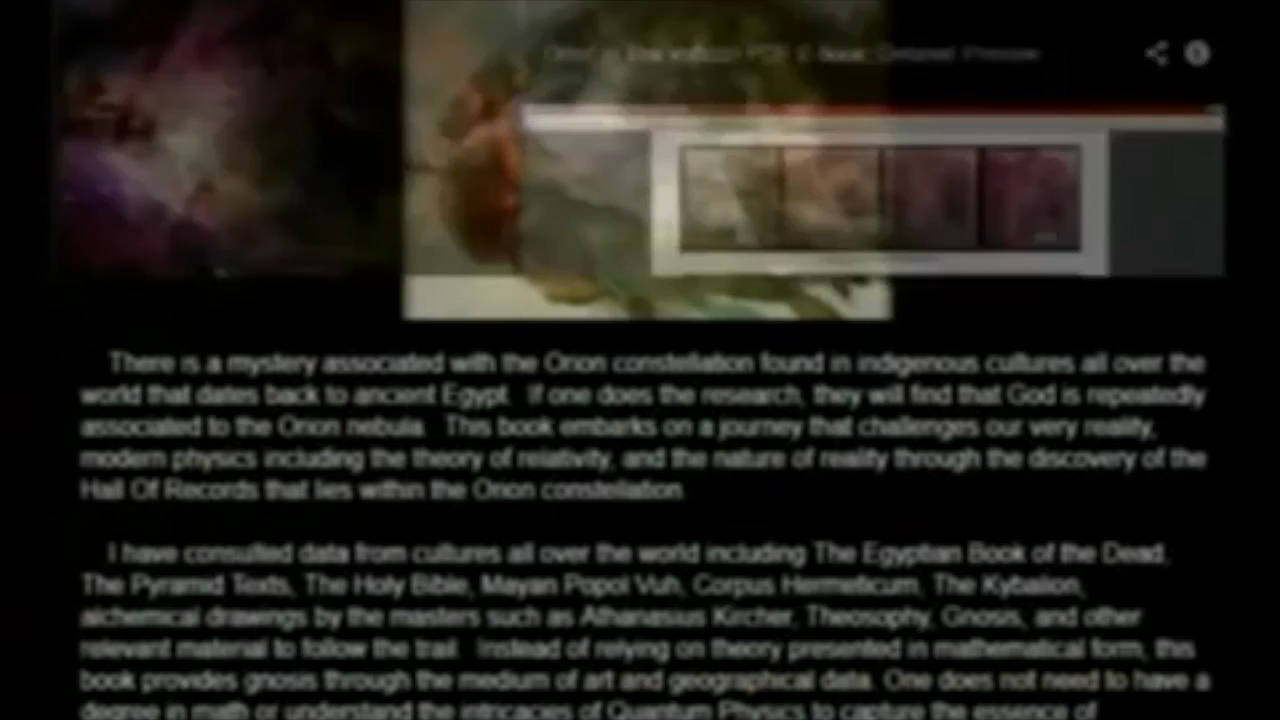 There is a mystery associated with the Orion constellation found in indigenous cultures all over the
world that dates back to ancient Egypt. If one does the research, they will find that God is repeatedly
associated to the Orion nebula. This book embarks on a journey that challenges our very reality,
modern physics including the theory of relativity, and the nature of reality through the discovery of the
Hall Of Records that lies within the Orion constellation.
I have consulted data from cultures all over the world including The Egyptian Book of the Dead,
The Pyramid Texts, The Holy Bible, Mayan Popol Vuh, Corpus Hermeticum, The Kybalion,
alchemical drawings by the masters such as Athanasius Kircher, Theosophy, Gnosis, and other
relevant material to follow the trail. Instead of relying on theory presented in mathematical form, this
book provides gnosis through the medium of art and geographical data. One does not need to have a
degree in math or understand the intricacies of Quantum Physics to capture the essence of